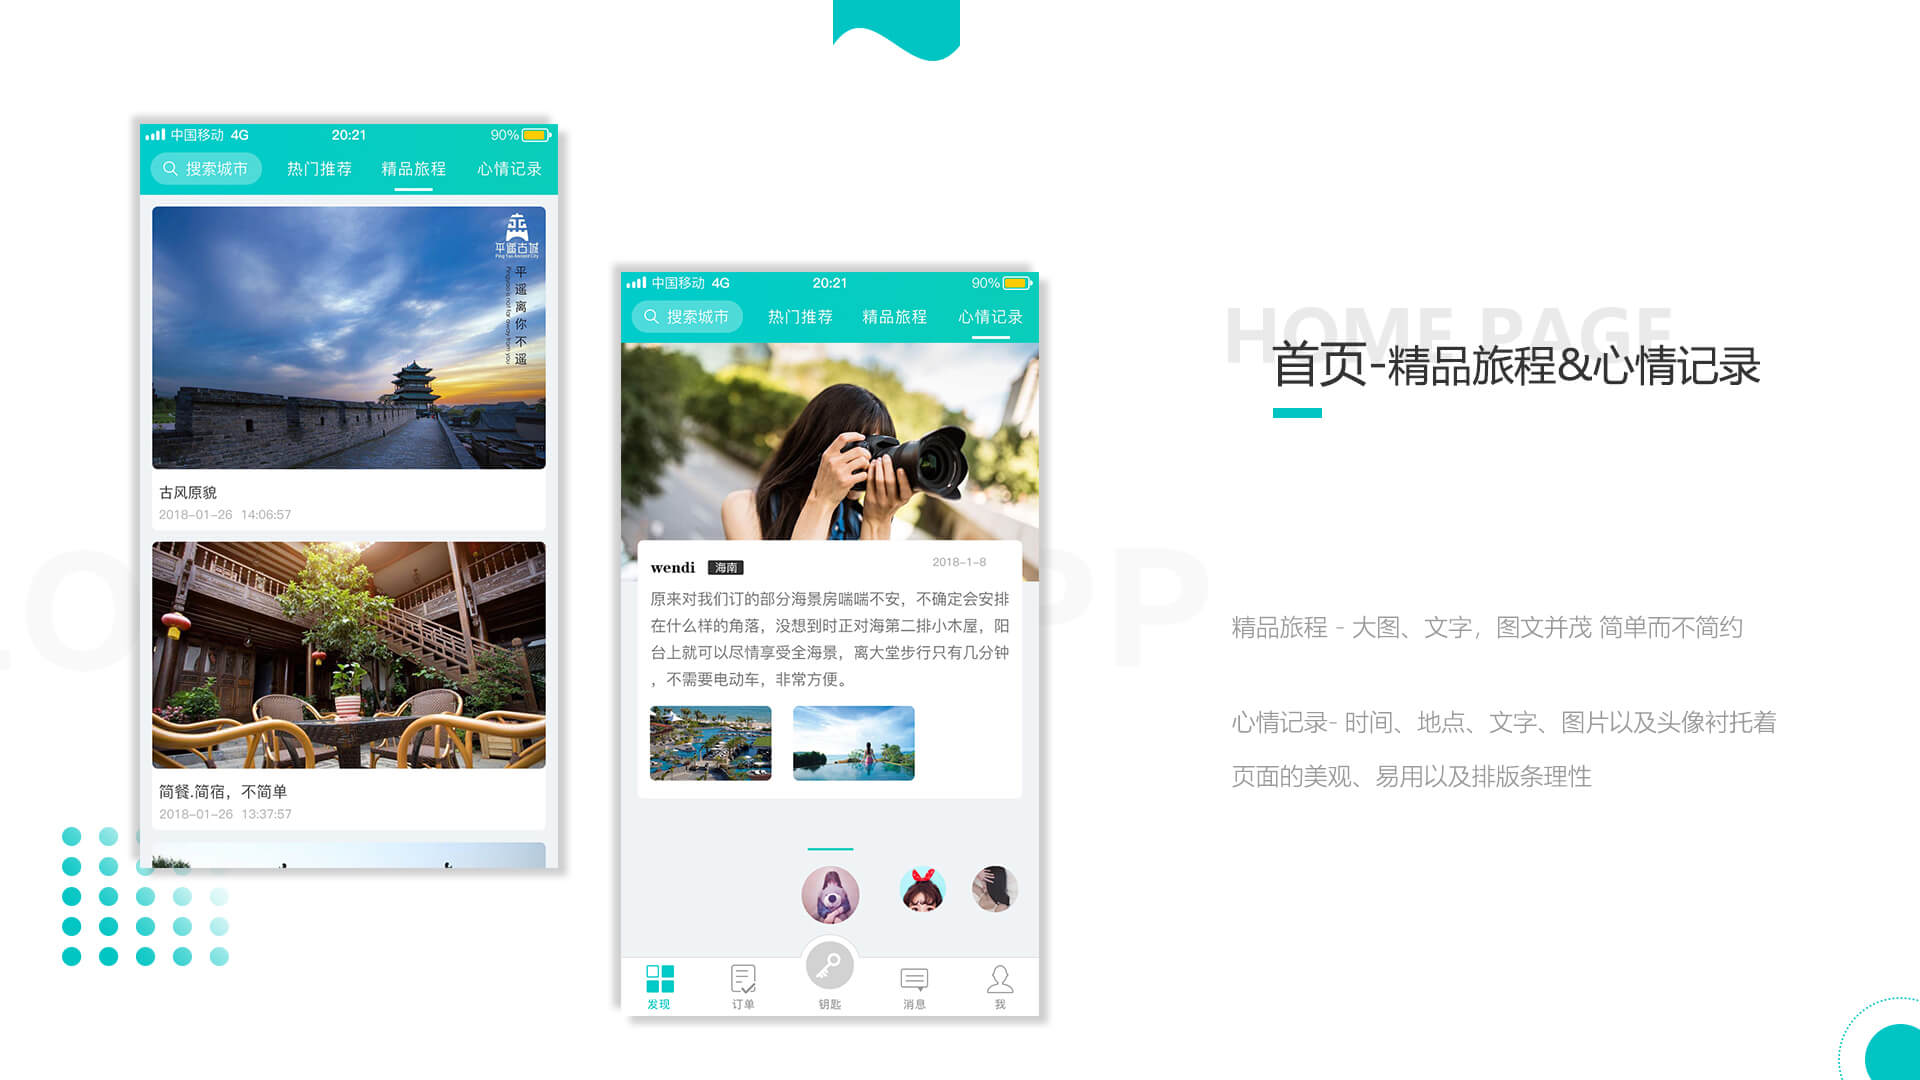 中国移动 4G 20:21 90%
搜索城市 热门推荐 精品旅程 心情记录
平遥古城
Ping Yao Ancient City
平遥离你不遥
Pingyao is not far away from you
古风原貌
2018-01-26 14:06:57
简餐.简宿，不简单
2018-01-26 13:37:57
中国移动 4G 20:21 90%
搜索城市 热门推荐 精品旅程 心情记录
wendi 海南 2018-1-8
原来对我们订的部分海景房喘喘不安，不确定会安排
在什么样的角落，没想到时正对海第二排小木屋，阳
台上就可以尽情享受全海景，离大堂步行只有几分钟
，不需要电动车，非常方便。
发现 订单 钥匙 消息 我
HOME PAGE
首页-精品旅程&心情记录
精品旅程 - 大图、文字，图文并茂 简单而不简约
心情记录- 时间、地点、文字、图片以及头像衬托着
页面的美观、易用以及排版条理性